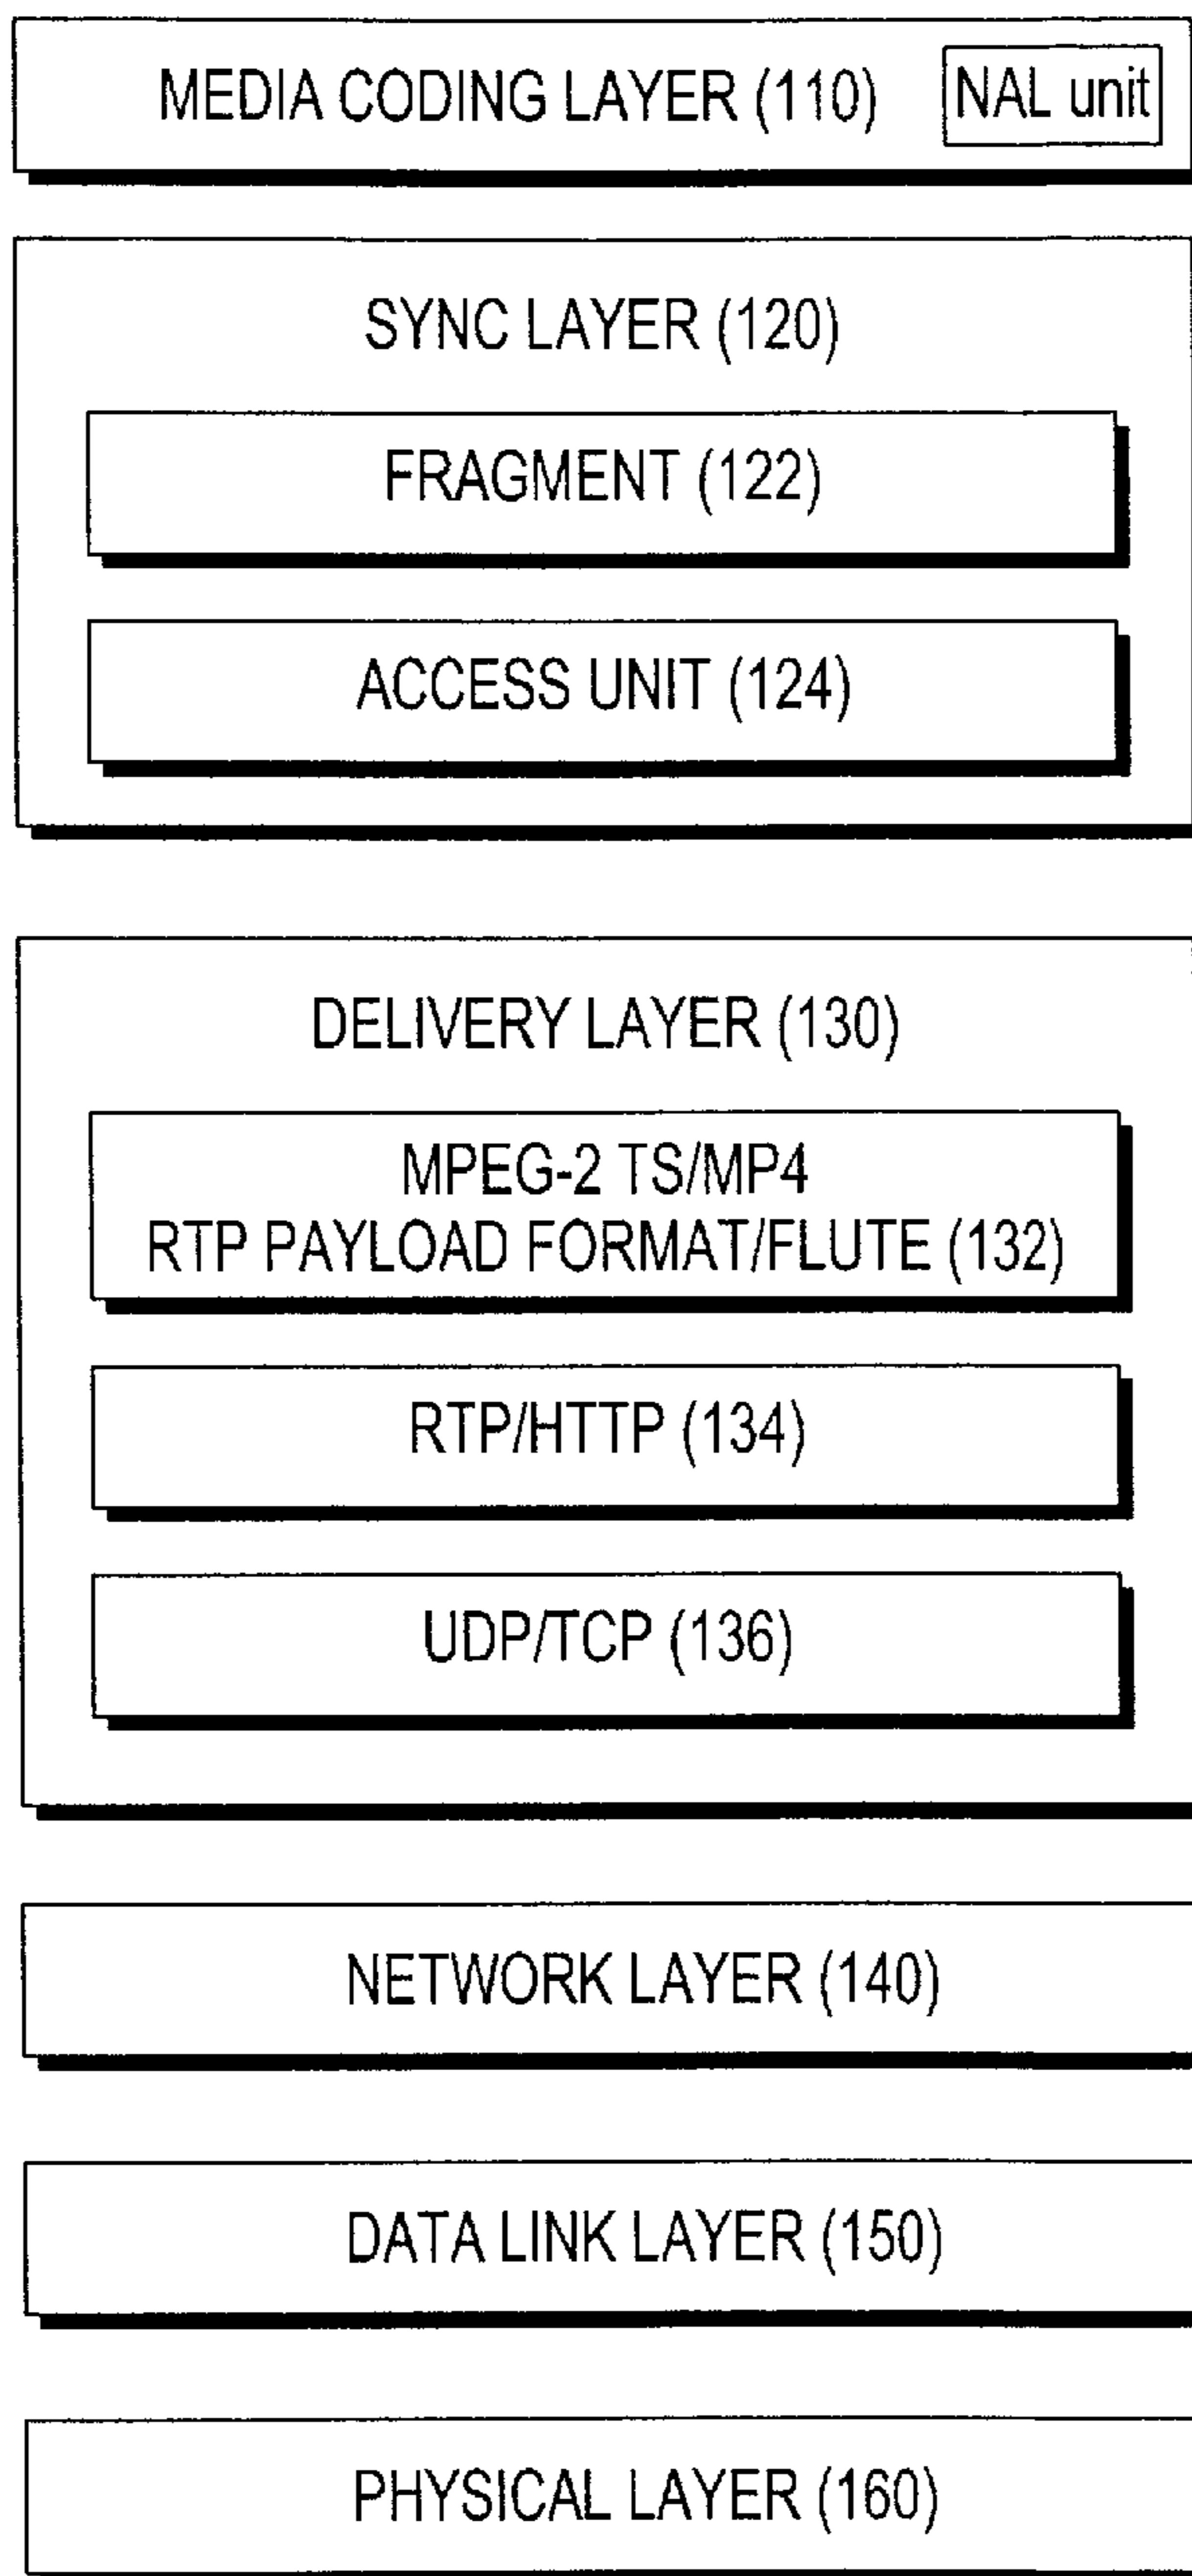 MEDIA CODING LAYER (110) NAL unit
SYNC LAYER (120)
FRAGMENT (122)
ACCESS UNIT (124)
DELIVERY LAYER (130)
MPEG-2 TS/MP4
RTP PAYLOAD FORMAT/FLUTE (132)
RTP/HTTP (134)
UDP/TCP (136)
NETWORK LAYER (140)
DATA LINK LAYER (150)
PHYSICAL LAYER (160)